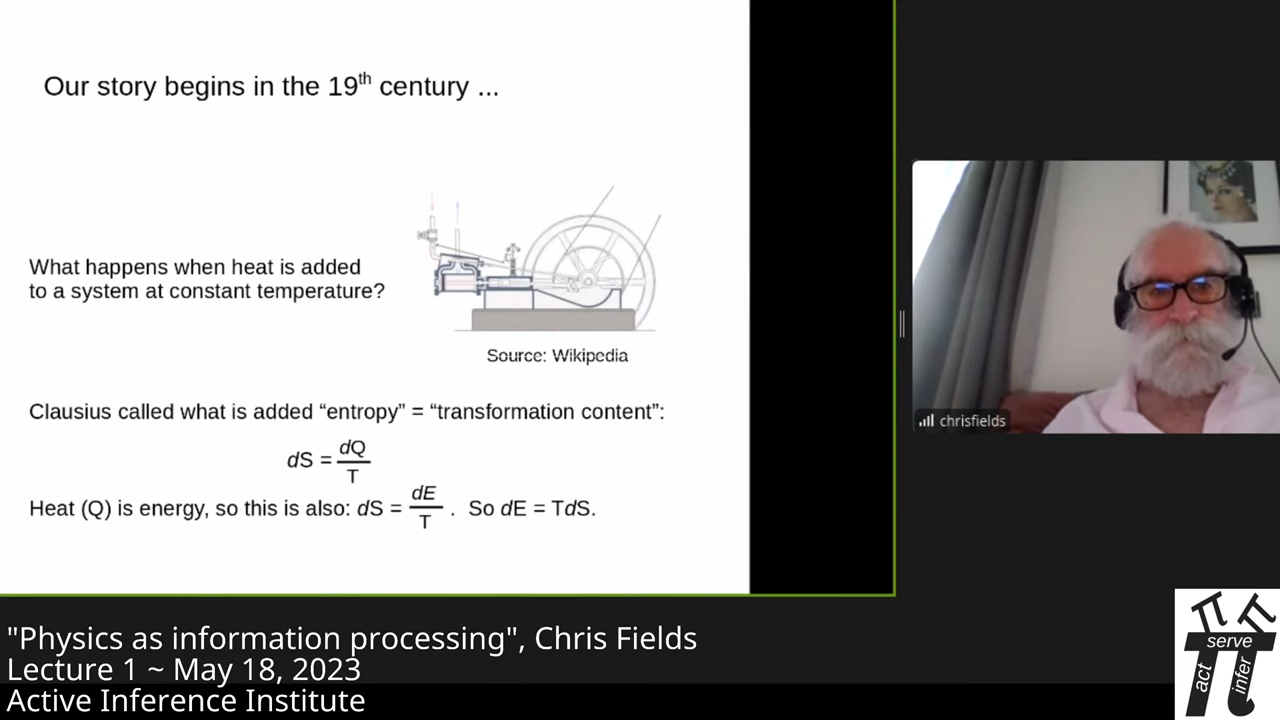 Our story begins in the 19th century ...
What happens when heat is added
to a system at constant temperature?
Source: Wikipedia
Clausius called what is added “entropy” = “transformation content”:
dS = dQ/T
Heat (Q) is energy, so this is also: dS = dE/T . So dE = TdS.
chrisfields
"Physics as information processing", Chris Fields
Lecture 1 ~ May 18, 2023
Active Inference Institute
serve
act
infer